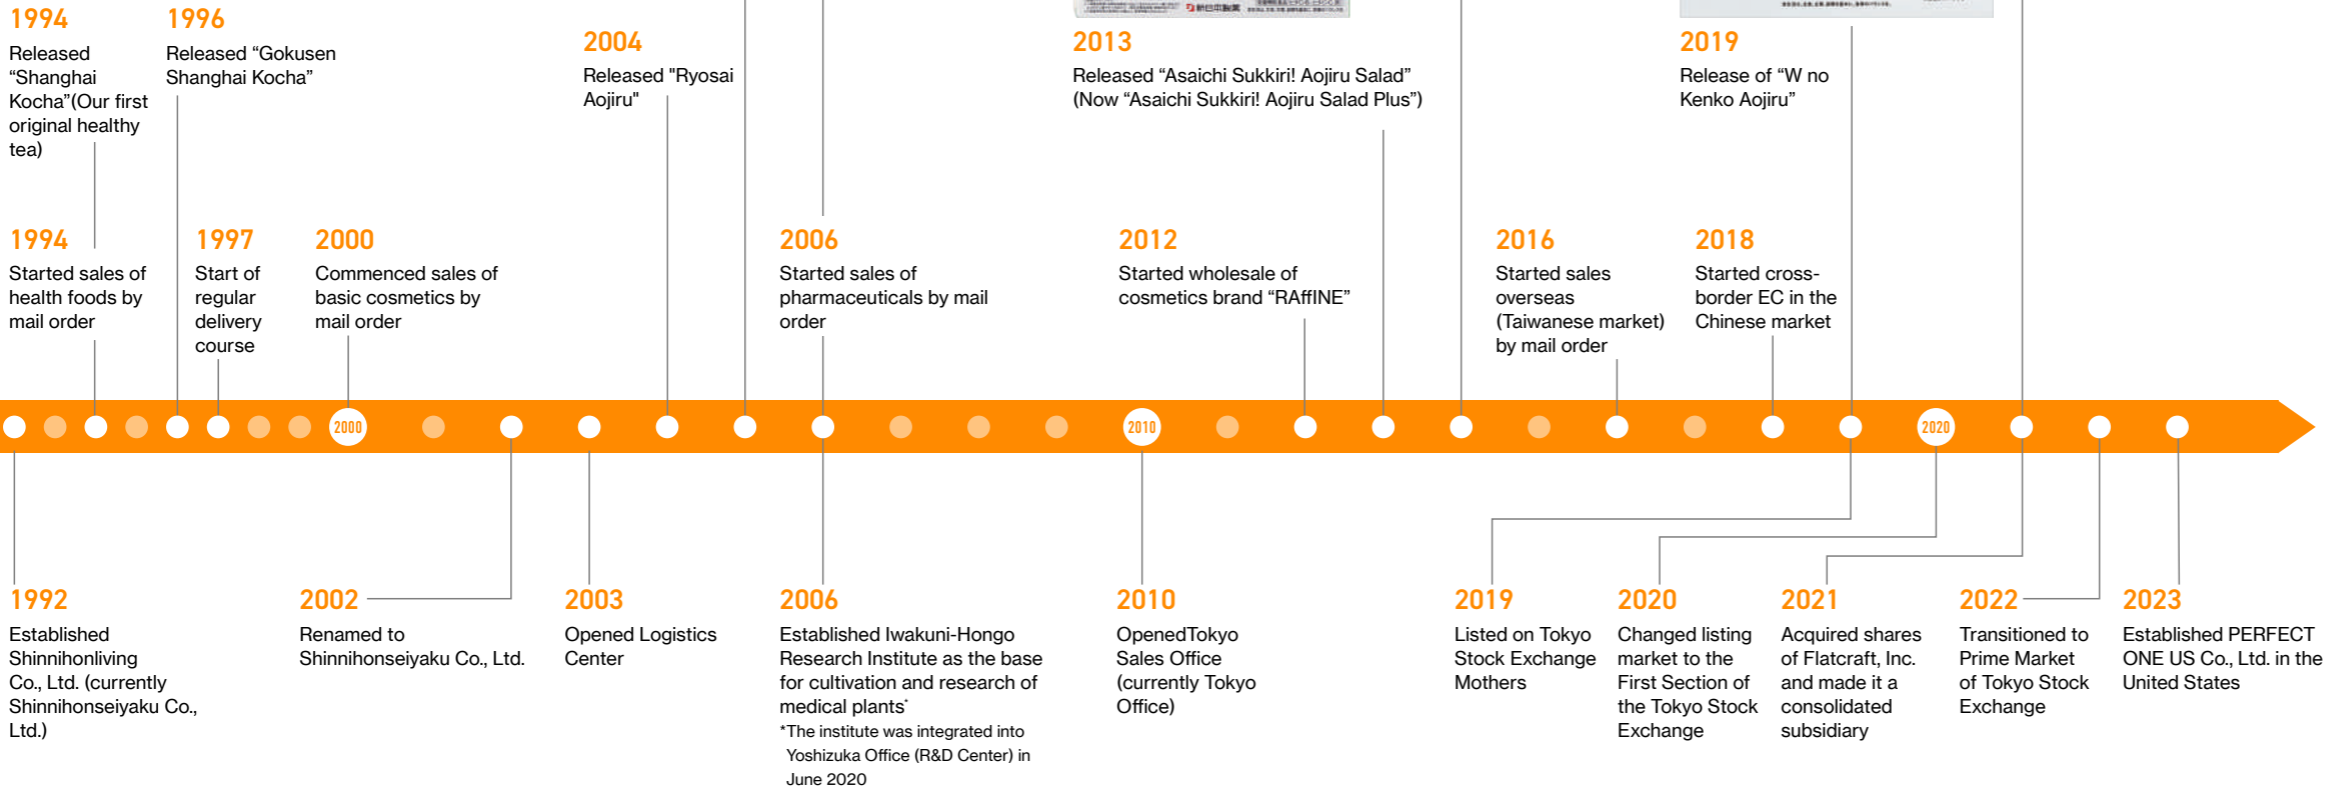 新日本製薬
1994
Released
“Shanghai
Kocha”(Our first
original healthy
tea)
1996
Released “Gokusen
Shanghai Kocha”
2004
Released "Ryosai
Aojiru"
2013
Released “Asaichi Sukkiri! Aojiru Salad”
(Now “Asaichi Sukkiri! Aojiru Salad Plus”)
2019
Release of “W no
Kenko Aojiru”
1994
Started sales of
health foods by
mail order
1997
Start of
regular
delivery
course
2000
Commenced sales of
basic cosmetics by
mail order
2006
Started sales of
pharmaceuticals by mail
order
2012
Started wholesale of
cosmetics brand “RAffINE”
2016
Started sales
overseas
(Taiwanese market)
by mail order
2018
Started cross-
border EC in the
Chinese market
2000
2010
2020
1992
Established
Shinnihonliving
Co., Ltd. (currently
Shinnihonseiyaku Co.,
Ltd.)
2002
Renamed to
Shinnihonseiyaku Co., Ltd.
2003
Opened Logistics
Center
2006
Established Iwakuni-Hongo
Research Institute as the base
for cultivation and research of
medical plants*
*The institute was integrated into
Yoshizuka Office (R&D Center) in
June 2020
2010
OpenedTokyo
Sales Office
(currently Tokyo
Office)
2019
Listed on Tokyo
Stock Exchange
Mothers
2020
Changed listing
market to the
First Section of
the Tokyo Stock
Exchange
2021
Acquired shares
of Flatcraft, Inc.
and made it a
consolidated
subsidiary
2022
Transitioned to
Prime Market
of Tokyo Stock
Exchange
2023
Established PERFECT
ONE US Co., Ltd. in the
United States